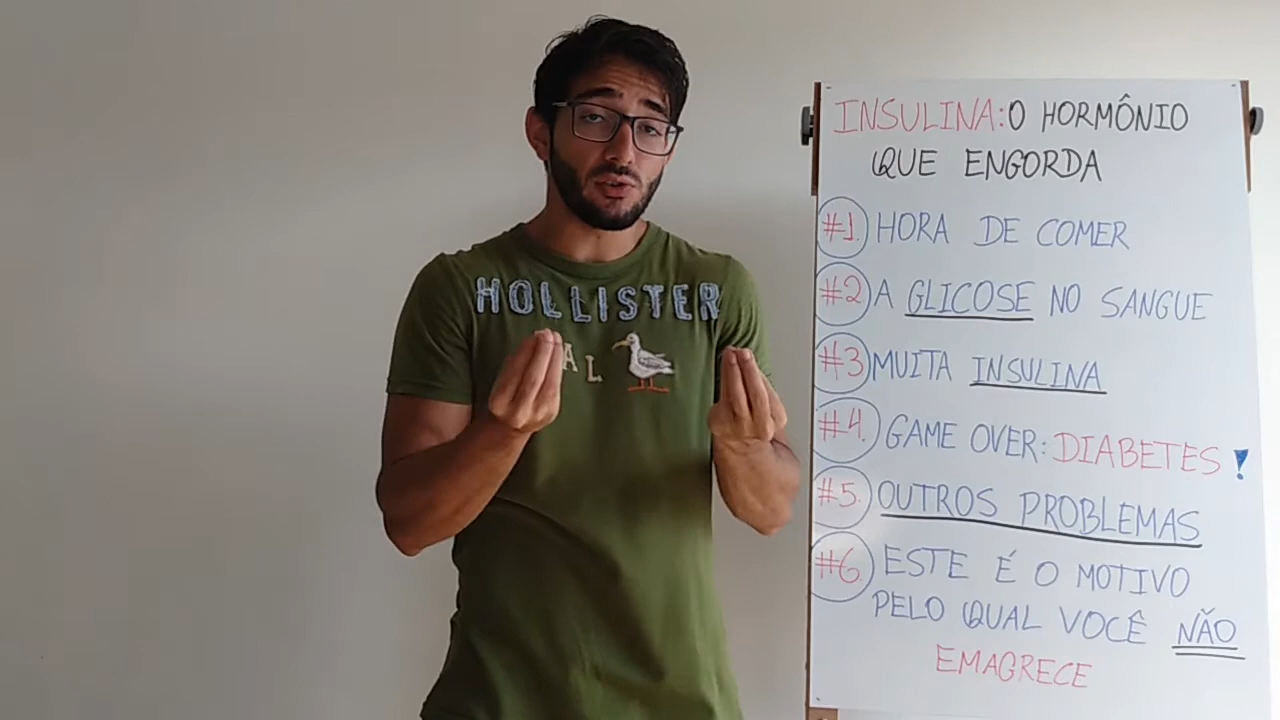 HOLLISTER
AL
INSULINA: O HORMÔNIO
QUE ENGORDA
#1. HORA DE COMER
#2 A GLICOSE NO SANGUE
#3 MUITA INSULINA
#4. GAME OVER: DIABETES!
#5. OUTROS PROBLEMAS
#6. ESTE É O MOTIVO
PELO QUAL VOCÊ NÃO
EMAGRECE